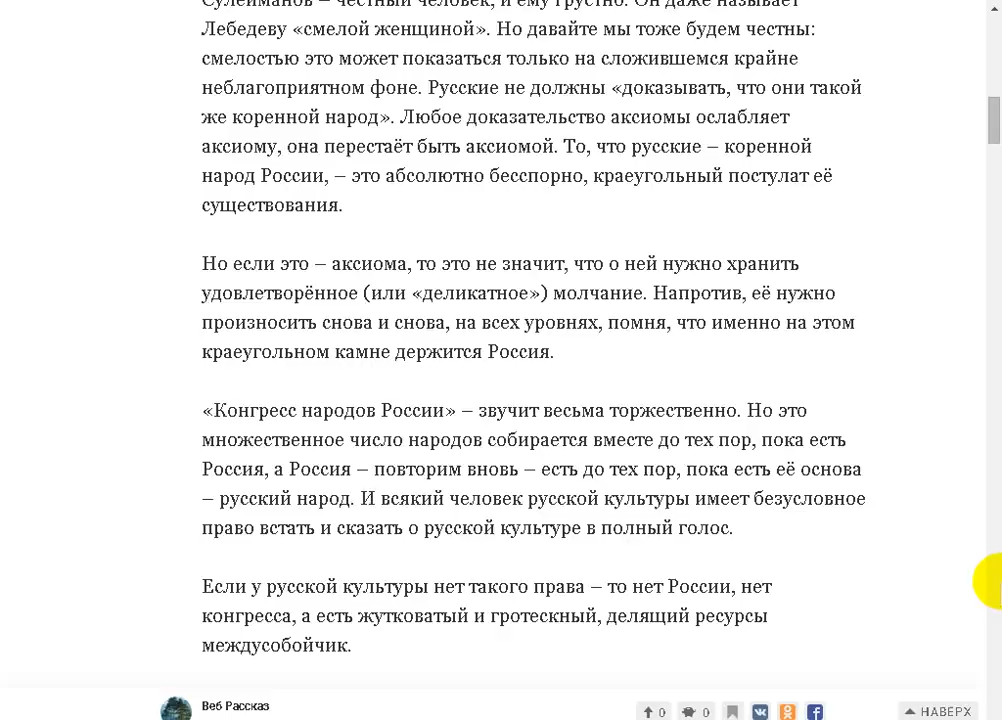 Сулейманов – честный человек, и ему грустно. Он даже называет
Лебедеву «смелой женщиной». Но давайте мы тоже будем честны:
смелостью это может показаться только на сложившемся крайне
неблагоприятном фоне. Русские не должны «доказывать, что они такой
же коренной народ». Любое доказательство аксиомы ослабляет
аксиому, она перестаёт быть аксиомой. То, что русские – коренной
народ России, – это абсолютно бесспорно, краеугольный постулат её
существования.
Но если это – аксиома, то это не значит, что о ней нужно хранить
удовлетворённое (или «деликатное») молчание. Напротив, её нужно
произносить снова и снова, на всех уровнях, помня, что именно на этом
краеугольном камне держится Россия.
«Конгресс народов России» – звучит весьма торжественно. Но это
множественное число народов собирается вместе до тех пор, пока есть
Россия, а Россия – повторим вновь – есть до тех пор, пока есть её основа
– русский народ. И всякий человек русской культуры имеет безусловное
право встать и сказать о русской культуре в полный голос.
Если у русской культуры нет такого права – то нет России, нет
конгресса, а есть жутковатый и гротескный, делящий ресурсы
междусобойчик.
Веб Рассказ
0 0 НАВЕРХ